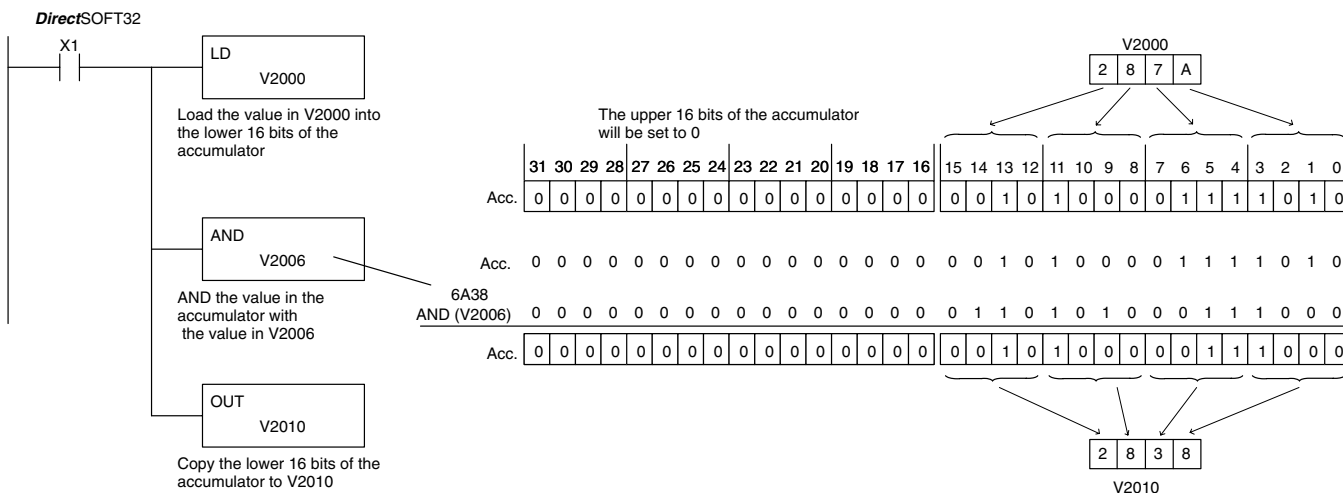 DirectSOFT32
X1
LD
V2000
Load the value in V2000 into
the lower 16 bits of the
accumulator
AND
V2006
AND the value in the
accumulator with
the value in V2006
OUT
V2010
Copy the lower 16 bits of the
accumulator to V2010
V2000
2 8 7 A
The upper 16 bits of the accumulator
will be set to 0
31 30 29 28 27 26 25 24 23 22 21 20 19 18 17 16 15 14 13 12 11 10 9 8 7 6 5 4 3 2 1 0
Acc. 0 0 0 0 0 0 0 0 0 0 0 0 0 0 0 0 0 0 1 0 1 0 0 0 0 1 1 1 1 0 1 0
Acc. 0 0 0 0 0 0 0 0 0 0 0 0 0 0 0 0 0 0 1 0 1 0 0 0 0 1 1 1 1 0 1 0
6A38
AND (V2006) 0 0 0 0 0 0 0 0 0 0 0 0 0 0 0 0 0 1 1 0 1 0 1 0 0 0 1 1 1 0 0 0
Acc. 0 0 0 0 0 0 0 0 0 0 0 0 0 0 0 0 0 0 1 0 1 0 0 0 0 0 1 1 1 0 0 0
2 8 3 8
V2010